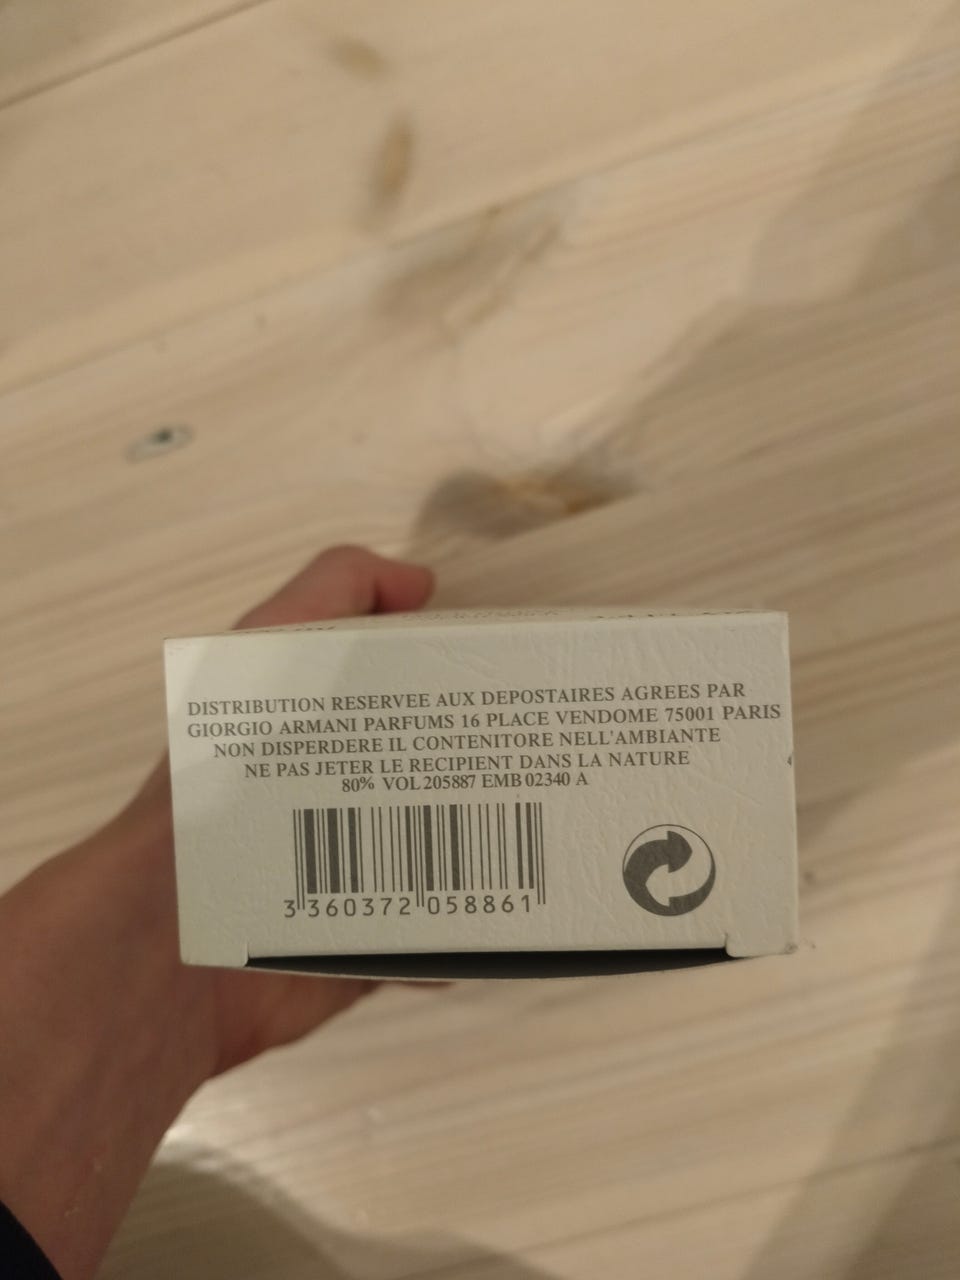 DISTRIBUTION RESERVEE AUX DEPOSTAIRES AGREES PAR
GIORGIO ARMANI PARFUMS 16 PLACE VENDOME 75001 PARIS
NON DISPERDERE IL CONTENITORE NELL'AMBIANTE
NE PAS JETER LE RECIPIENT DANS LA NATURE
80% VOL 205887 EMB 02340 A
3 360372 058861